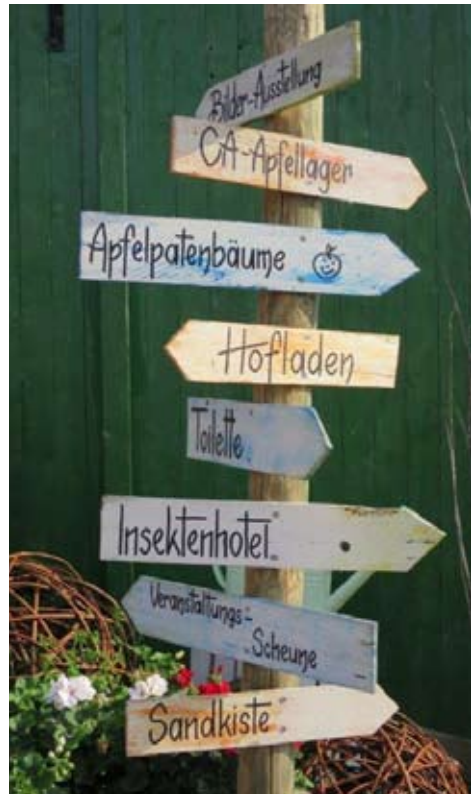 Bilder-Ausstellung
CA-Apfellager
Apfelpatenbäume
Hofladen
Toilette
Insektenhotel
Veranstaltungs-
Scheune
Sandkiste